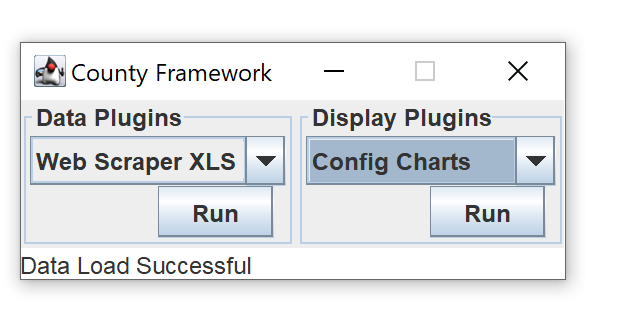 County Framework
Data Plugins
Web Scraper XLS
Run
Display Plugins
Config Charts
Run
Data Load Successful